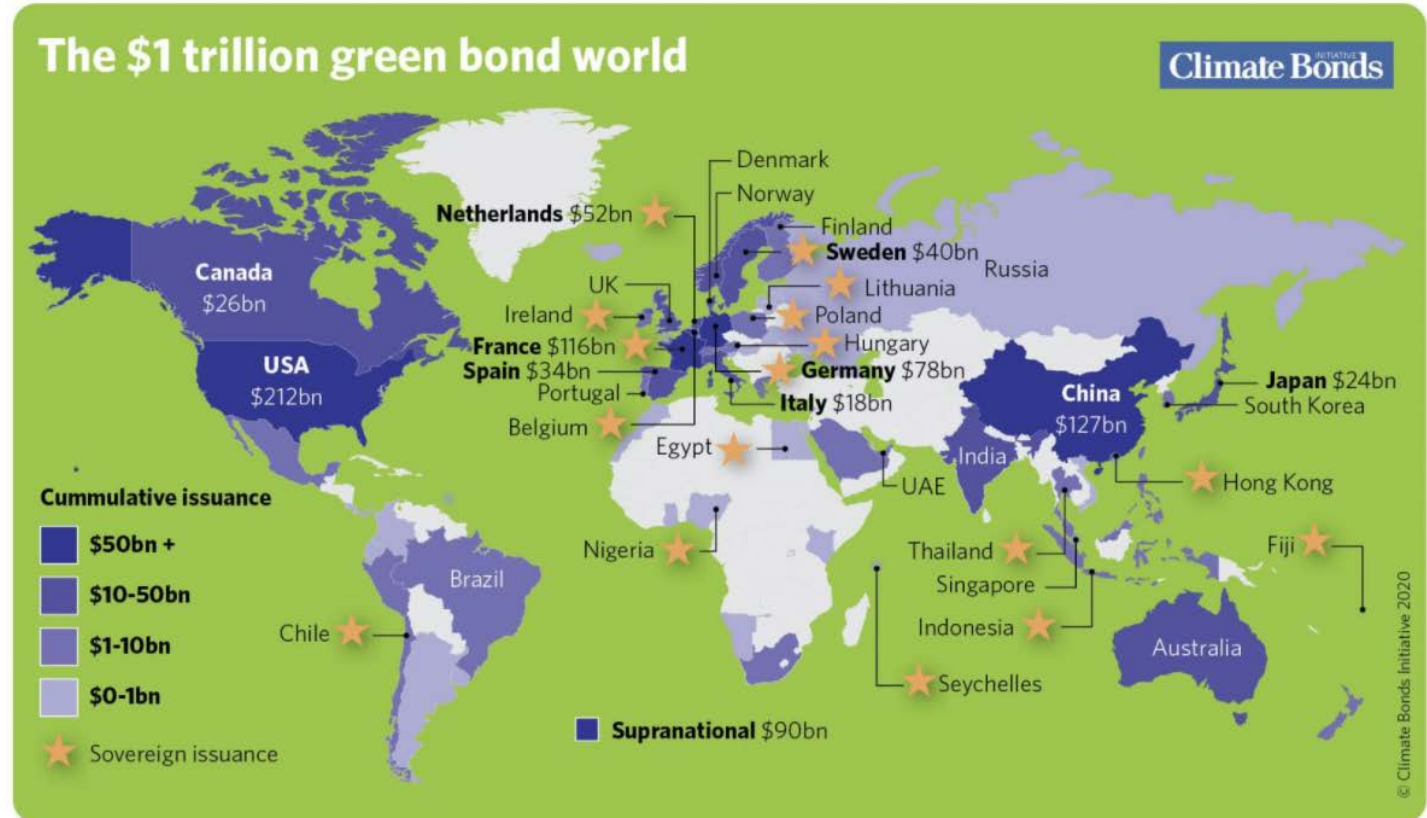 The $1 trillion green bond world
INITIATIVE
Climate Bonds
Denmark
Norway
Netherlands $52bn
Finland
Sweden $40bn
Russia
Canada
$26bn
UK
Lithuania
Ireland
Poland
France $116bn
Hungary
USA
$212bn
Spain $34bn
Germany $78bn
China
$127bn
Japan $24bn
Portugal
Italy $18bn
South Korea
Belgium
Egypt
India
UAE
Hong Kong
Cummulative issuance
$50bn +
$10-50bn
$1-10bn
$0-1bn
Sovereign issuance
Nigeria
Thailand
Fiji
Brazil
Singapore
Chile
Indonesia
Australia
Seychelles
Supranational $90bn
© Climate Bonds Initiative 2020